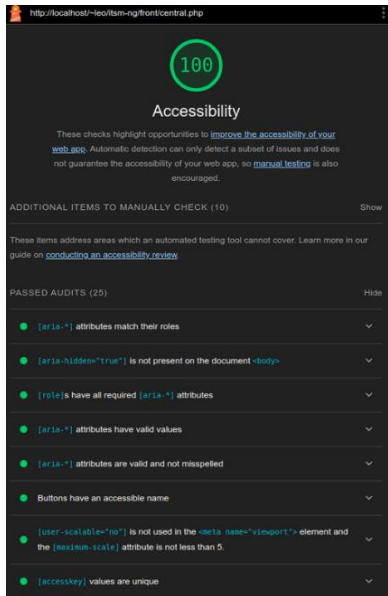 http://localhost/~leo/itsm-ng/front/central.php
100
Accessibility
These checks highlight opportunities to improve the accessibility of your
web app. Automatic detection can only detect a subset of issues and does
not guarantee the accessibility of your web app, so manual testing is also
encouraged.
ADDITIONAL ITEMS TO MANUALLY CHECK (10) Show
These items address areas which an automated testing tool cannot cover. Learn more in our
guide on conducting an accessibility review.
PASSED AUDITS (25) Hide
[aria-*] attributes match their roles
[aria-hidden="true"] is not present on the document <body>
[role]s have all required [aria-*] attributes
[aria-*] attributes have valid values
[aria-*] attributes are valid and not misspelled
Buttons have an accessible name
[user-scalable="no"] is not used in the <meta name="viewport"> element and
the [maximum-scale] attribute is not less than 5.
[accesskey] values are unique